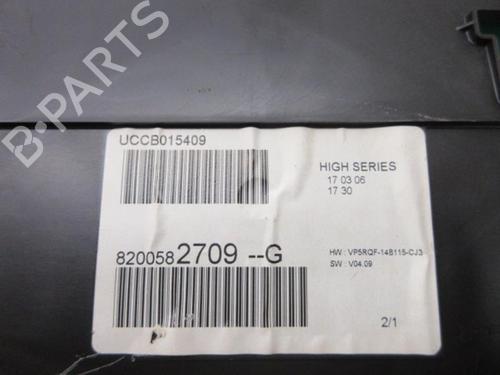 B-PARTS
UCCB015409
HIGH SERIES
17 03 06
17 30
8200582709 --G
HW : VP5RQF-14B115-CJ3
SW : V04.09
2/1